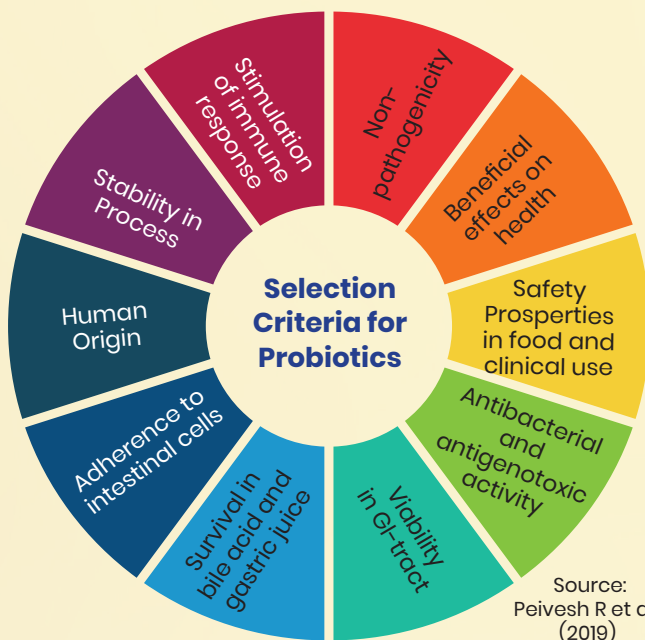 Selection
Criteria for
Probiotics
Non-
pathogenicity
Beneficial
effects on
health
Safety
Prosperties
in food and
clinical use
Antibacterial
and
antigenotoxic
activity
Viability
in GI-tract
Survival in
bile acid and
gastric juice
Adherence to
intestinal cells
Human
Origin
Stability in
Process
Stimulation
of immune
response
Source:
Peivesh R et a
(2019)